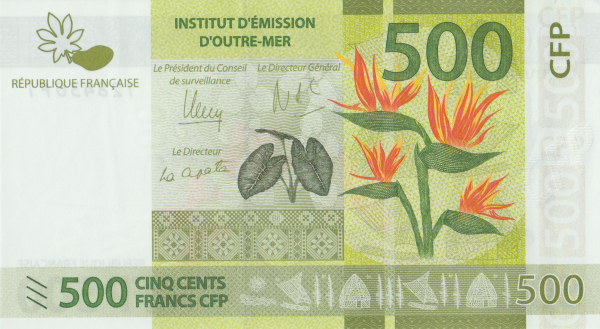 INSTITUT D'ÉMISSION
D'OUTRE-MER
500
CFP
RÉPUBLIQUE FRANÇAISE
Le Président du Conseil
de surveillance
Le Directeur Général
Le Directeur
500 CINQ CENTS
FRANCS CFP
500